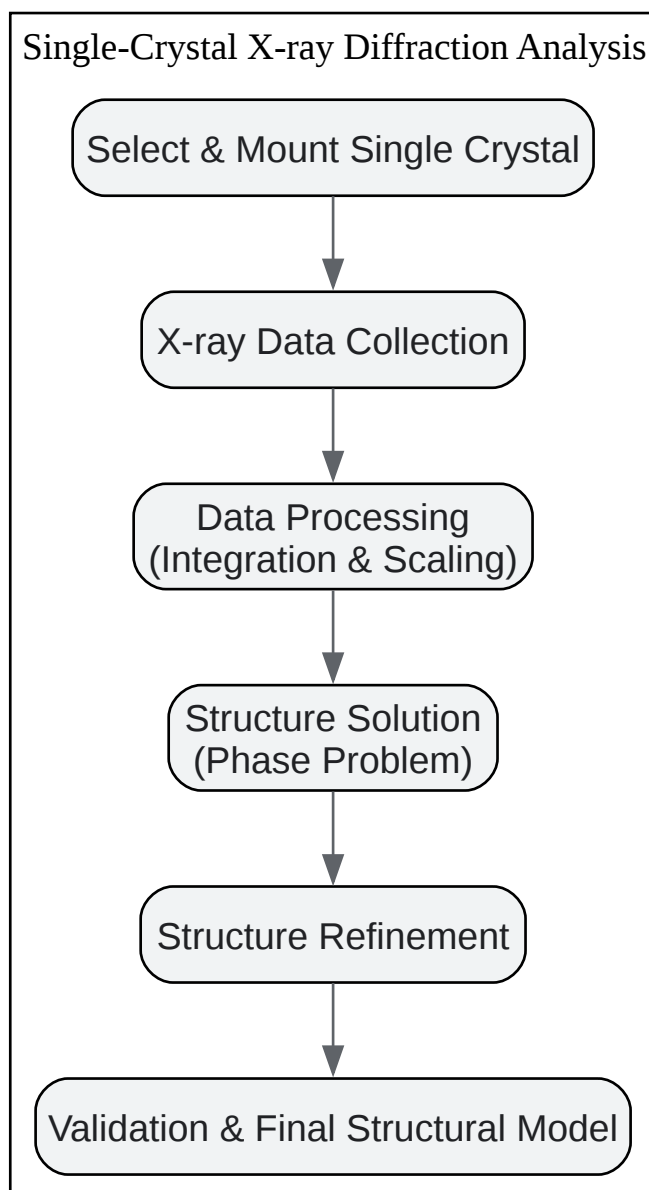 Single-Crystal X-ray Diffraction Analysis
Select & Mount Single Crystal
X-ray Data Collection
Data Processing
(Integration & Scaling)
Structure Solution
(Phase Problem)
Structure Refinement
Validation & Final Structural Model